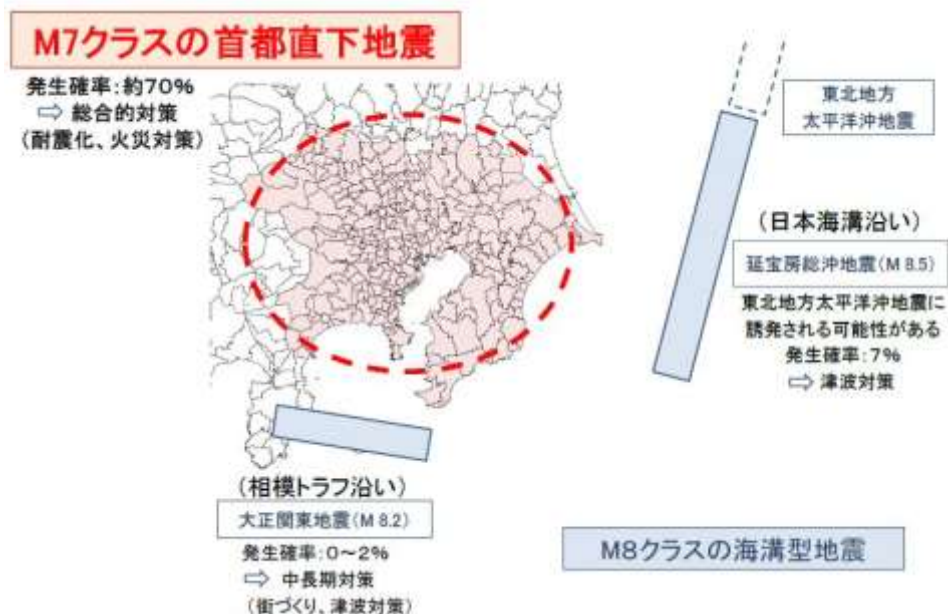 M7クラスの首都直下地震
発生確率:約70%
⇨ 総合的対策
(耐震化、火災対策)
東北地方
太平洋沖地震
(日本海溝沿い)
延宝房総沖地震(M 8.5)
東北地方太平洋沖地震に
誘発される可能性がある
発生確率:7%
⇨ 津波対策
(相模トラフ沿い)
大正関東地震(M 8.2)
発生確率:0~2%
⇨ 中長期対策
(街づくり、津波対策)
M8クラスの海溝型地震